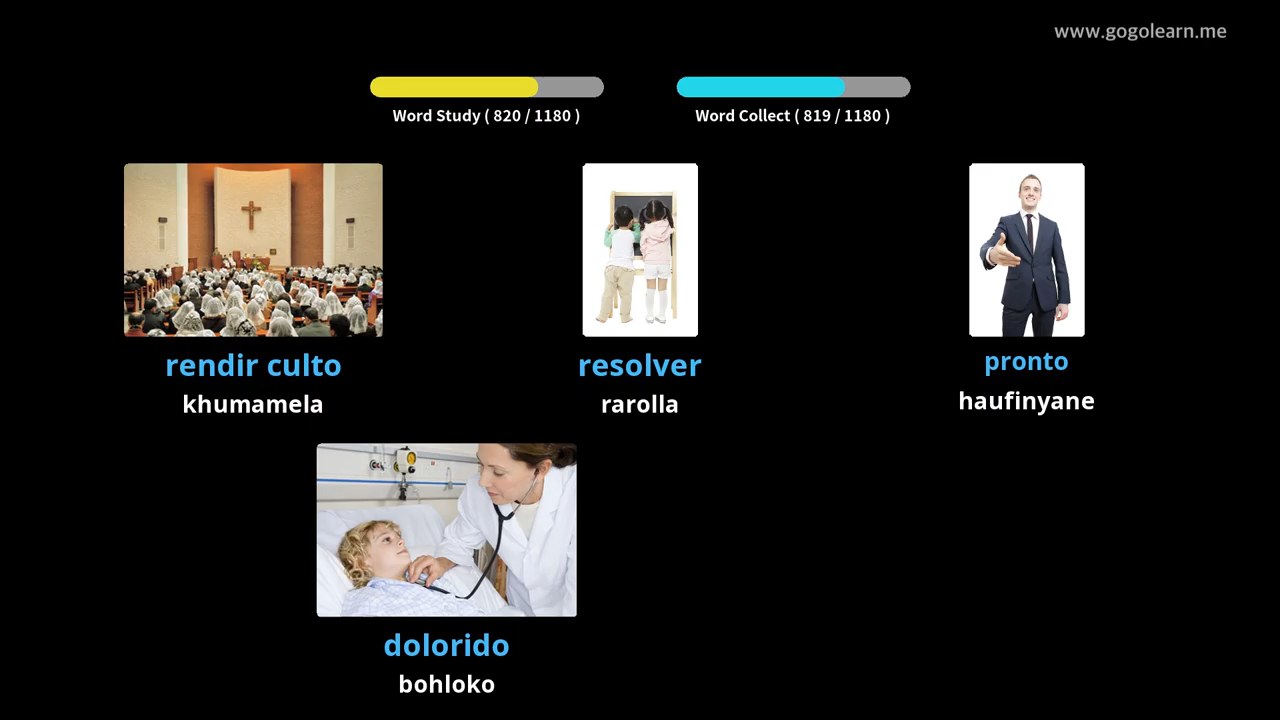 www.gogolearn.me
Word Study ( 820 / 1180 )
Word Collect ( 819 / 1180 )
rendir culto
khumamela
resolver
rarolla
pronto
haufinyane
dolorido
bohloko